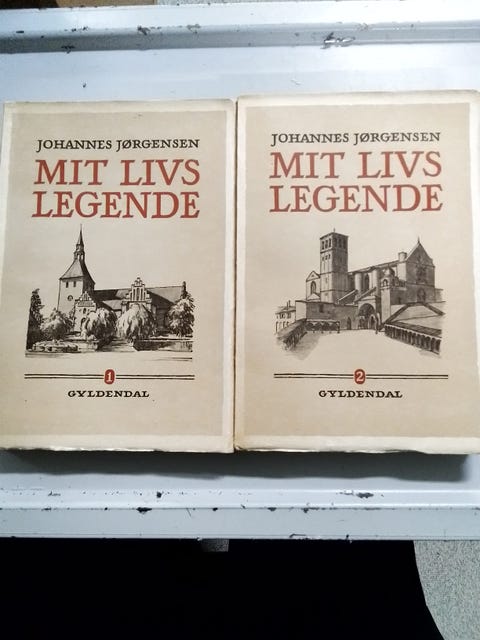 JOHANNES JØRGENSEN
MIT LIVS
LEGENDE
1
GYLDENDAL
JOHANNES JØRGENSEN
MIT LIVS
LEGENDE
2
GYLDENDAL